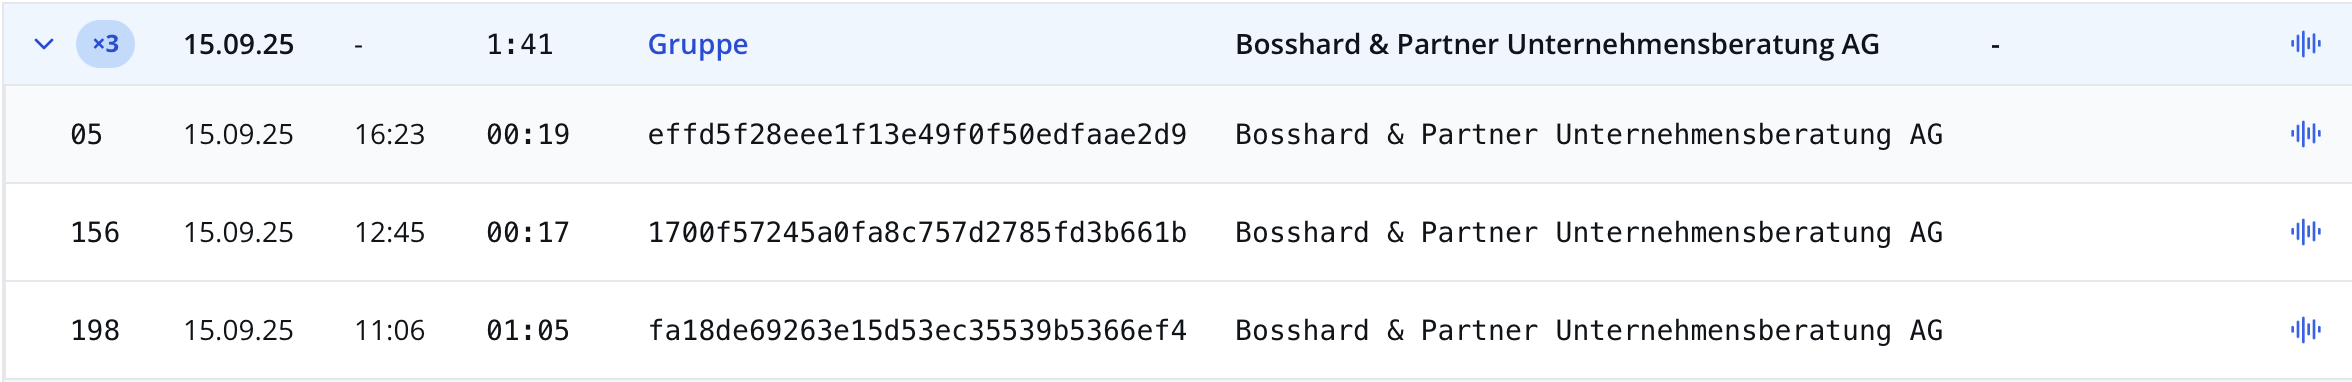 ×3 15.09.25 - 1:41 Gruppe Bosshard & Partner Unternehmensberatung AG -
05 15.09.25 16:23 00:19 effd5f28eee1f13e49f0f50edfaae2d9 Bosshard & Partner Unternehmensberatung AG
156 15.09.25 12:45 00:17 1700f57245a0fa8c757d2785fd3b661b Bosshard & Partner Unternehmensberatung AG
198 15.09.25 11:06 01:05 fa18de69263e15d53ec35539b5366ef4 Bosshard & Partner Unternehmensberatung AG